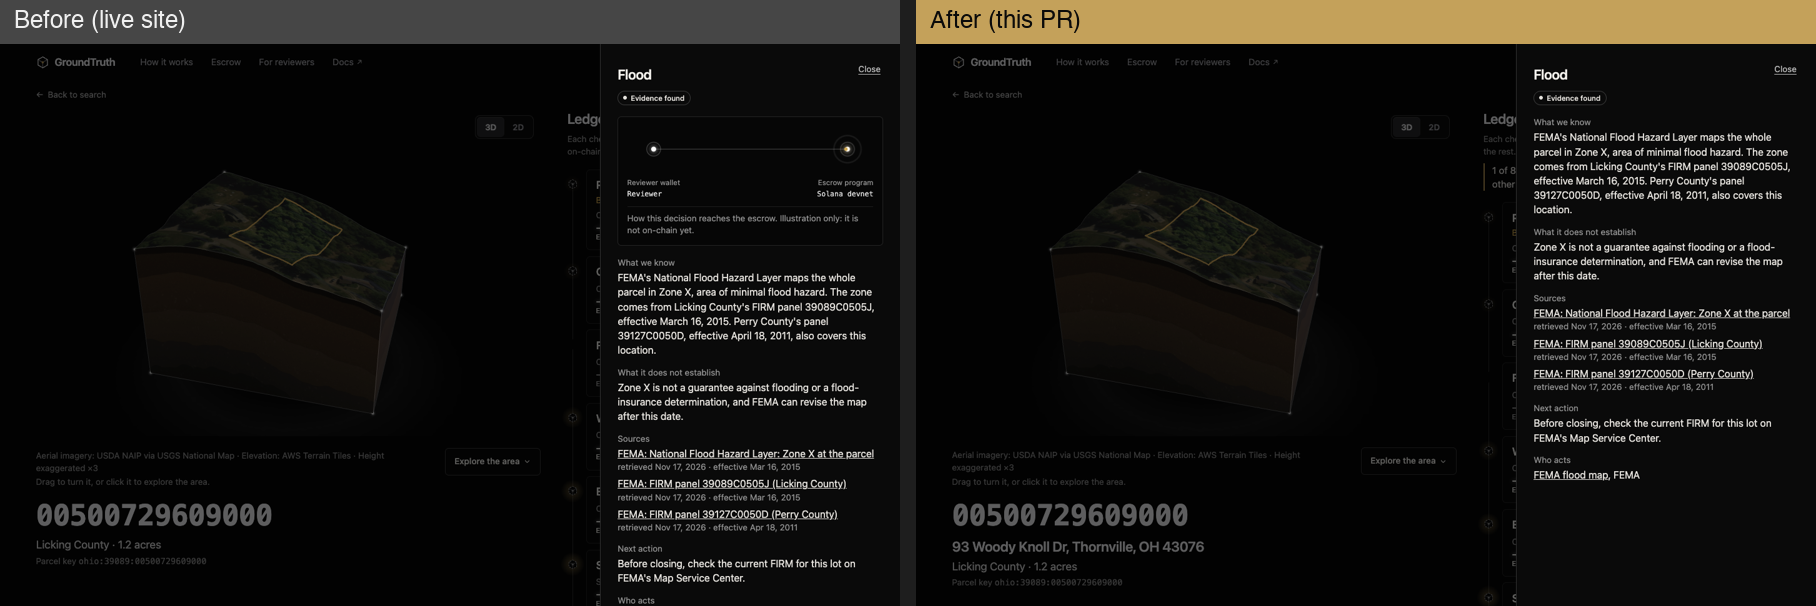 Before (live site)
GroundTruth
How it works
Escrow
For reviewers
Docs ↗
← Back to search
3D
2D
Ledg
Each che
on-chain
Aerial imagery: USDA NAIP via USGS National Map · Elevation: AWS Terrain Tiles · Height
exaggerated ×3
Drag to turn it, or click it to explore the area.
Explore the area
00500729609000
Licking County · 1.2 acres
Parcel key ohio:39089:00500729609000
Flood
Close
Evidence found
Reviewer wallet
Reviewer
Escrow program
Solana devnet
How this decision reaches the escrow. Illustration only: it is
not on-chain yet.
What we know
FEMA's National Flood Hazard Layer maps the whole
parcel in Zone X, area of minimal flood hazard. The zone
comes from Licking County's FIRM panel 39089C0505J,
effective March 16, 2015. Perry County's panel
39127C0050D, effective April 18, 2011, also covers this
location.
What it does not establish
Zone X is not a guarantee against flooding or a flood-
insurance determination, and FEMA can revise the map
after this date.
Sources
FEMA: National Flood Hazard Layer: Zone X at the parcel
retrieved Nov 17, 2026 · effective Mar 16, 2015
FEMA: FIRM panel 39089C0505J (Licking County)
retrieved Nov 17, 2026 · effective Mar 16, 2015
FEMA: FIRM panel 39127C0050D (Perry County)
retrieved Nov 17, 2026 · effective Apr 18, 2011
Next action
Before closing, check the current FIRM for this lot on
FEMA's Map Service Center.
Who acts
After (this PR)
GroundTruth
How it works
Escrow
For reviewers
Docs ↗
← Back to search
3D
2D
Ledg
Each che
the rest.
1 of 8
other
Aerial imagery: USDA NAIP via USGS National Map · Elevation: AWS Terrain Tiles · Height
exaggerated ×3
Drag to turn it, or click it to explore the area.
Explore the area
00500729609000
93 Woody Knoll Dr, Thornville, OH 43076
Licking County · 1.2 acres
Parcel key ohio:39089:00500729609000
Flood
Close
Evidence found
What we know
FEMA's National Flood Hazard Layer maps the whole
parcel in Zone X, area of minimal flood hazard. The zone
comes from Licking County's FIRM panel 39089C0505J,
effective March 16, 2015. Perry County's panel
39127C0050D, effective April 18, 2011, also covers this
location.
What it does not establish
Zone X is not a guarantee against flooding or a flood-
insurance determination, and FEMA can revise the map
after this date.
Sources
FEMA: National Flood Hazard Layer: Zone X at the parcel
retrieved Nov 17, 2026 · effective Mar 16, 2015
FEMA: FIRM panel 39089C0505J (Licking County)
retrieved Nov 17, 2026 · effective Mar 16, 2015
FEMA: FIRM panel 39127C0050D (Perry County)
retrieved Nov 17, 2026 · effective Apr 18, 2011
Next action
Before closing, check the current FIRM for this lot on
FEMA's Map Service Center.
Who acts
FEMA flood map, FEMA